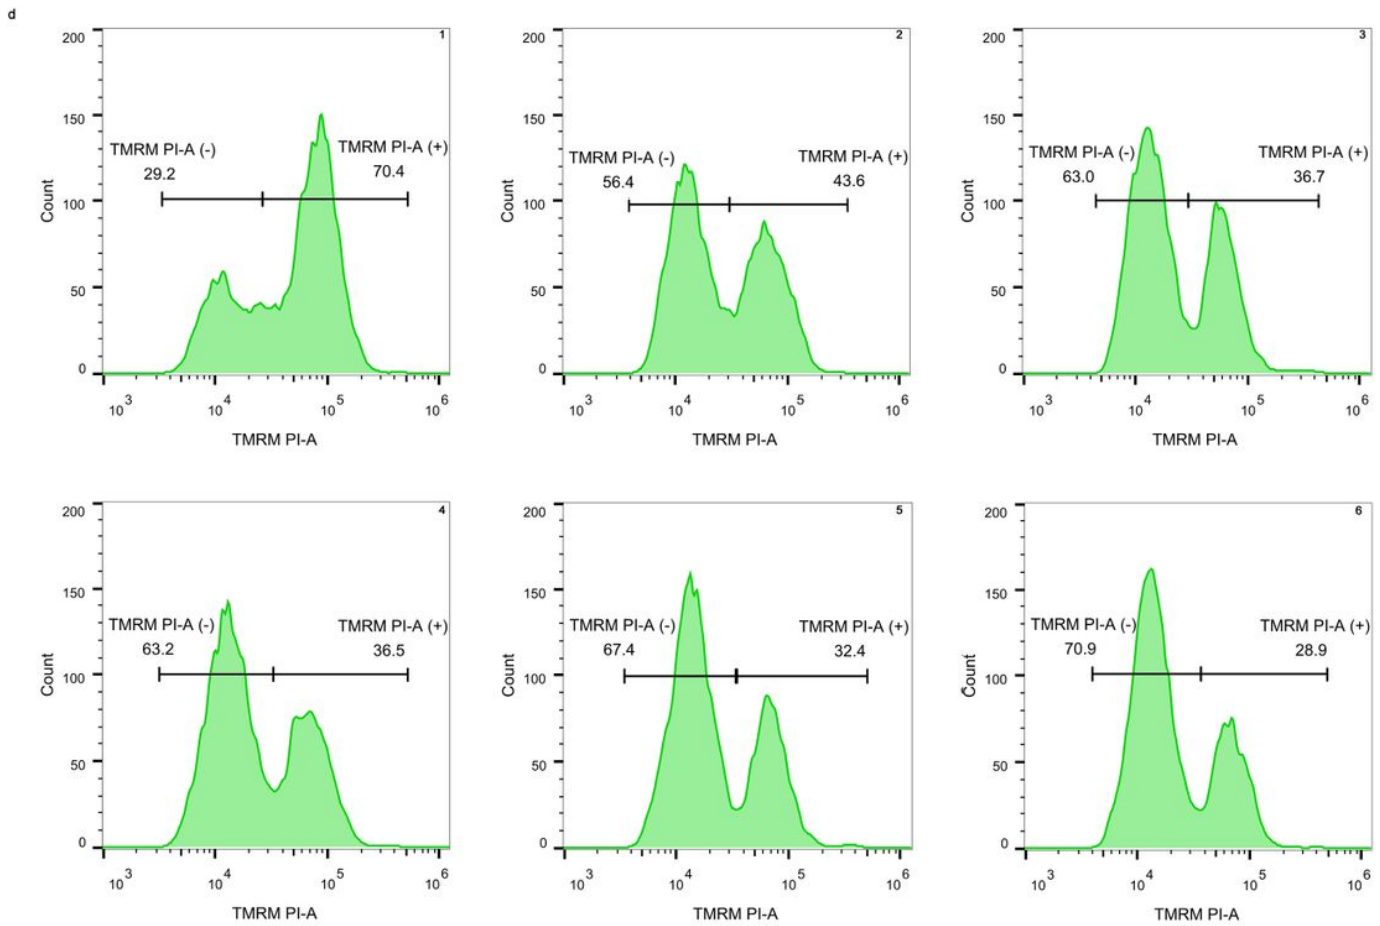 d
1
200
150
100
50
0
Count
TMRM PI-A (-)
29.2
TMRM PI-A (+)
70.4
10^3 10^4 10^5 10^6
TMRM PI-A
2
200
150
100
50
0
Count
TMRM PI-A (-)
56.4
TMRM PI-A (+)
43.6
10^3 10^4 10^5 10^6
TMRM PI-A
3
200
150
100
50
0
Count
TMRM PI-A (-)
63.0
TMRM PI-A (+)
36.7
10^3 10^4 10^5 10^6
TMRM PI-A
4
200
150
100
50
0
Count
TMRM PI-A (-)
63.2
TMRM PI-A (+)
36.5
10^3 10^4 10^5 10^6
TMRM PI-A
5
200
150
100
50
0
Count
TMRM PI-A (-)
67.4
TMRM PI-A (+)
32.4
10^3 10^4 10^5 10^6
TMRM PI-A
6
200
150
100
50
0
Count
TMRM PI-A (-)
70.9
TMRM PI-A (+)
28.9
10^3 10^4 10^5 10^6
TMRM PI-A